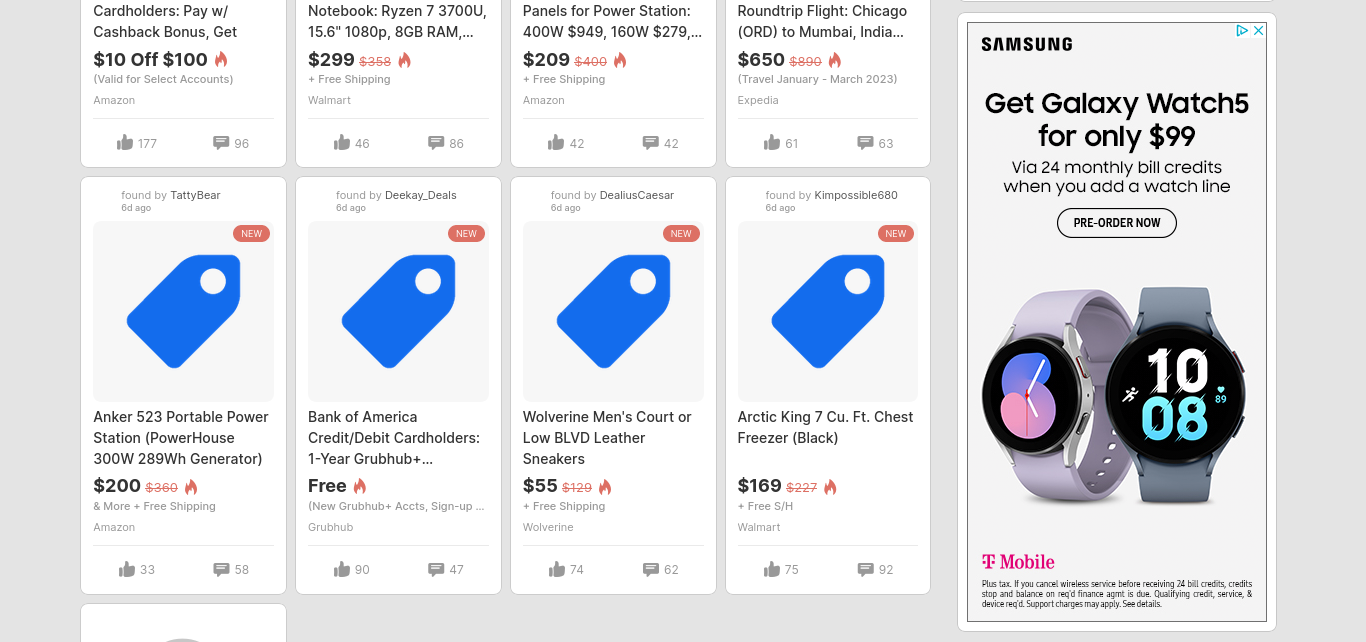 Cardholders: Pay w/
Cashback Bonus, Get
$10 Off $100
(Valid for Select Accounts)
Amazon
177
96
Notebook: Ryzen 7 3700U,
15.6" 1080p, 8GB RAM,...
$299 $358
+ Free Shipping
Walmart
46
86
Panels for Power Station:
400W $949, 160W $279,...
$209 $400
+ Free Shipping
Amazon
42
42
Roundtrip Flight: Chicago
(ORD) to Mumbai, India...
$650 $890
(Travel January - March 2023)
Expedia
61
63
found by TattyBear
6d ago
NEW
Anker 523 Portable Power
Station (PowerHouse
300W 289Wh Generator)
$200 $360
& More + Free Shipping
Amazon
33
58
found by Deekay_Deals
6d ago
NEW
Bank of America
Credit/Debit Cardholders:
1-Year Grubhub+...
Free
(New Grubhub+ Accts, Sign-up ...
Grubhub
90
47
found by DealiusCaesar
6d ago
NEW
Wolverine Men's Court or
Low BLVD Leather
Sneakers
$55 $129
+ Free Shipping
Wolverine
74
62
found by Kimpossible680
6d ago
NEW
Arctic King 7 Cu. Ft. Chest
Freezer (Black)
$169 $227
+ Free S/H
Walmart
75
92
SAMSUNG
Get Galaxy Watch5
for only $99
Via 24 monthly bill credits
when you add a watch line
PRE-ORDER NOW
10
08
89
T Mobile
Plus tax. If you cancel wireless service before receiving 24 bill credits, credits
stop and balance on req'd finance agmt is due. Qualifying credit, service, &
device req'd. Support charges may apply. See details.